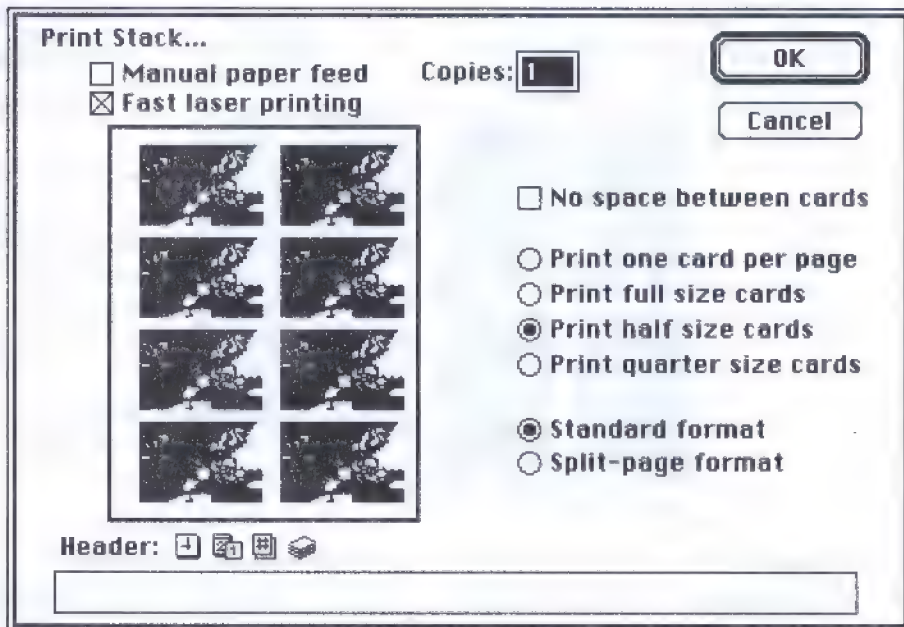 Print Stack...
Manual paper feed
Copies: 1
OK
Fast laser printing
Cancel
No space between cards
Print one card per page
Print full size cards
Print half size cards
Print quarter size cards
Standard format
Split-page format
Header: